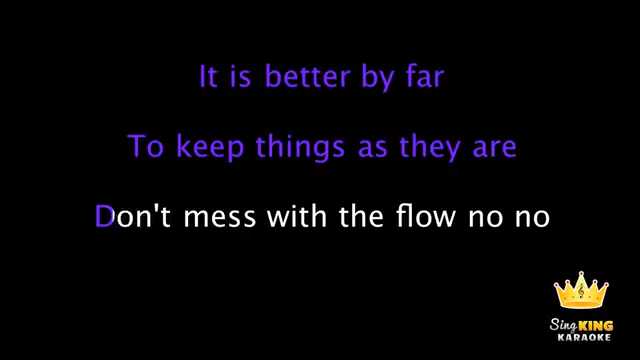 It is better by far
To keep things as they are
Don't mess with the flow no no
Sing KING
KARAOKE